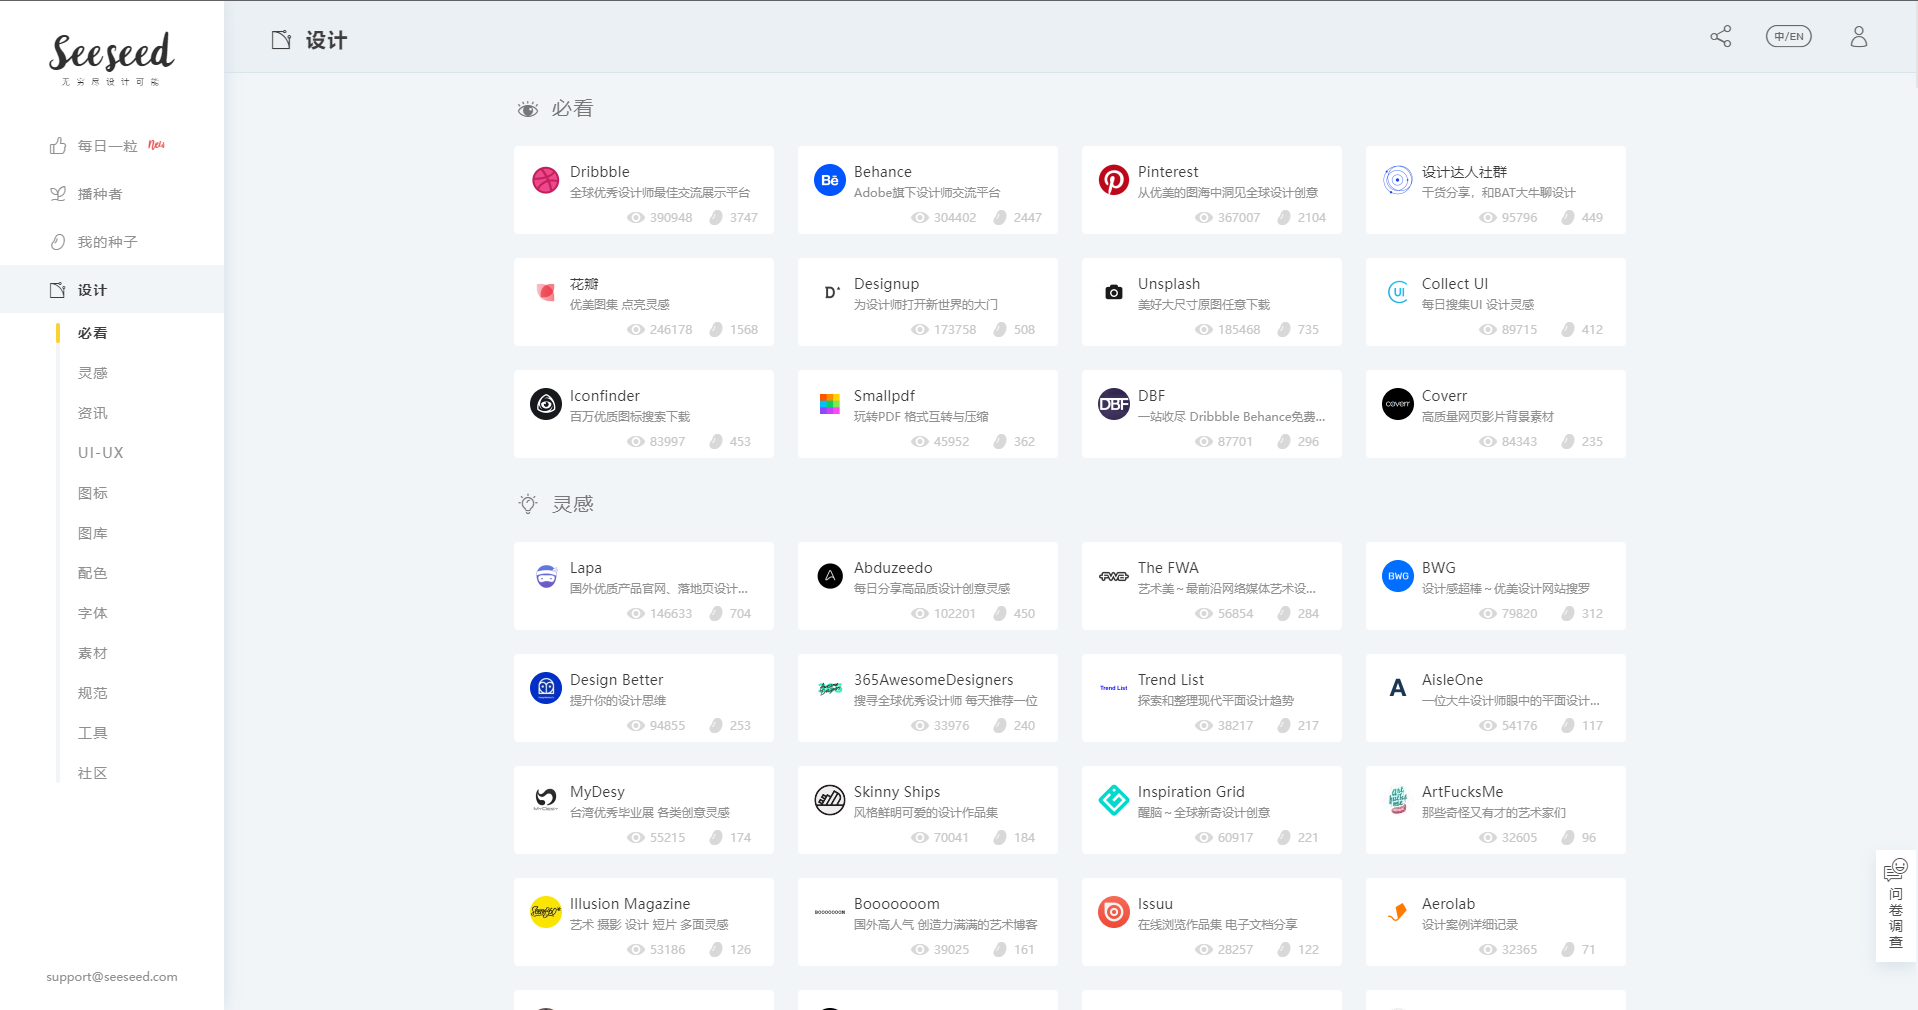 Seeseed
无穷尽设计可能
每日一粒 New
播种者
我的种子
设计
必看
灵感
资讯
UI-UX
图标
图库
配色
字体
素材
规范
工具
社区
support@seeseed.com
设计
中/EN
必看
Dribbble
全球优秀设计师最佳交流展示平台
390948 3747
Bē
Behance
Adobe旗下设计师交流平台
304402 2447
Pinterest
从优美的图海中洞见全球设计创意
367007 2104
设计达人社群
干货分享，和BAT大牛聊设计
95796 449
花瓣
优美图集 点亮灵感
246178 1568
D
Designup
为设计师打开新世界的大门
173758 508
Unsplash
美好大尺寸原图任意下载
185468 735
UI
Collect UI
每日搜集UI 设计灵感
89715 412
Iconfinder
百万优质图标搜索下载
83997 453
Smallpdf
玩转PDF 格式互转与压缩
45952 362
DBF
DBF
一站收尽 Dribbble Behance免费...
87701 296
coverr
Coverr
高质量网页影片背景素材
84343 235
灵感
Lapa
国外优质产品官网、落地页设计...
146633 704
Abduzeedo
每日分享高品质设计创意灵感
102201 450
FWA
The FWA
艺术美～最前沿网络媒体艺术设...
56854 284
BWG
BWG
设计感超棒～优美设计网站搜罗
79820 312
Design Better
提升你的设计思维
94855 253
365
365AwesomeDesigners
搜寻全球优秀设计师 每天推荐一位
33976 240
Trend List
Trend List
探索和整理现代平面设计趋势
38217 217
A
AisleOne
一位大牛设计师眼中的平面设计...
54176 117
MyDesy
MyDesy
台湾优秀毕业展 各类创意灵感
55215 174
Skinny Ships
风格鲜明可爱的设计作品集
70041 184
Inspiration Grid
醒脑～全球新奇设计创意
60917 221
art fucks me
ArtFucksMe
那些奇怪又有才的艺术家们
32605 96
Illusion Magazine
艺术 摄影 设计 短片 多面灵感
53186 126
BOOOOOOOM
Booooooom
国外高人气 创造力满满的艺术博客
39025 161
Issuu
在线浏览作品集 电子文档分享
28257 122
Aerolab
设计案例详细记录
32365 71
问卷调查